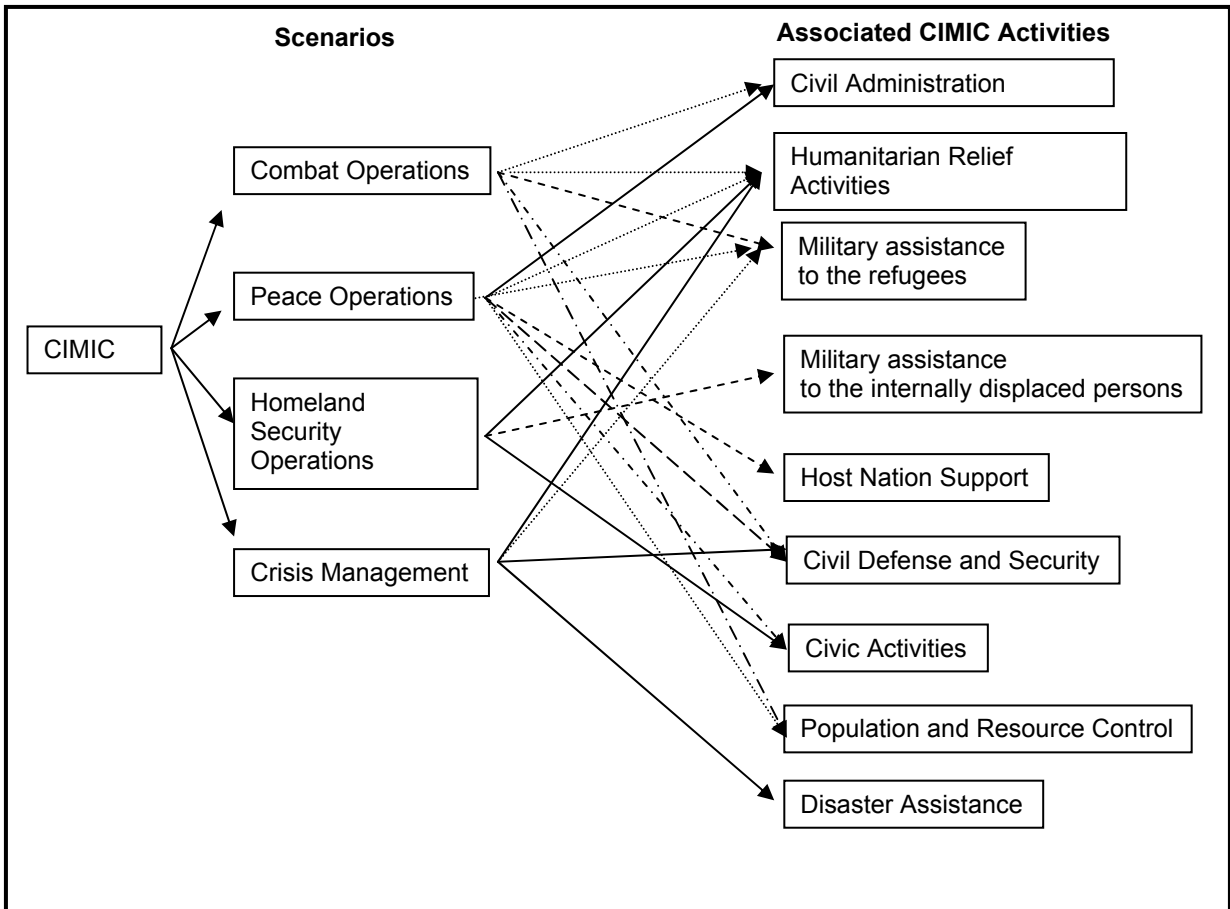 Scenarios
Associated CIMIC Activities
CIMIC
Combat Operations
Peace Operations
Homeland
Security
Operations
Crisis Management
Civil Administration
Humanitarian Relief
Activities
Military assistance
to the refugees
Military assistance
to the internally displaced persons
Host Nation Support
Civil Defense and Security
Civic Activities
Population and Resource Control
Disaster Assistance